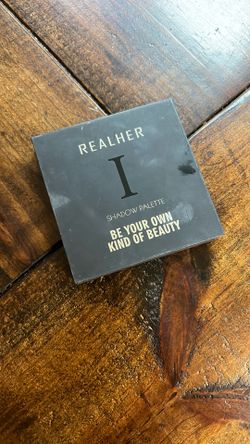 REALHER
I
SHADOW PALETTE
BE YOUR OWN
KIND OF BEAUTY